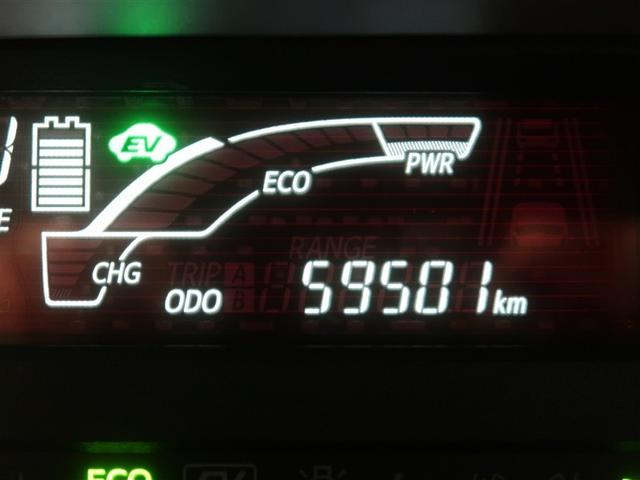 EV
ECO
PWR
E
CHG
RANGE
TRIP A
B
ODO 59501 km
ECO